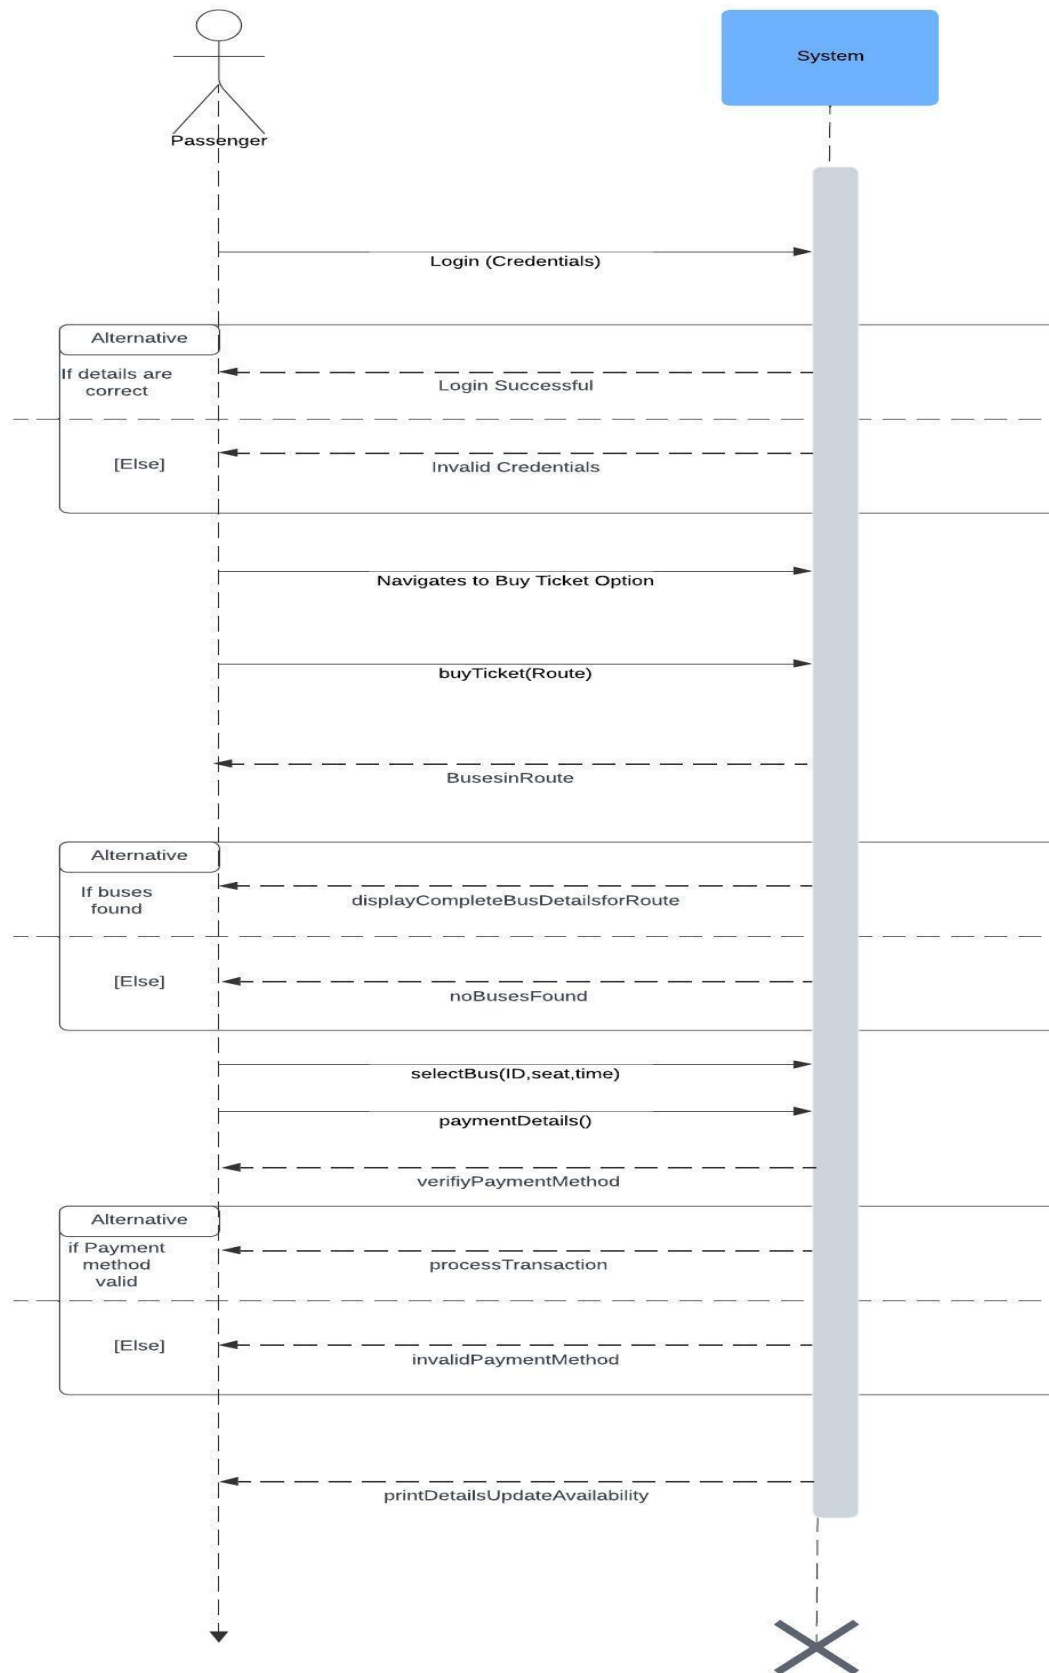 System
Passenger
Login (Credentials)
Alternative
If details are
correct
Login Successful
[Else]
Invalid Credentials
Navigates to Buy Ticket Option
buyTicket(Route)
BusesinRoute
Alternative
If buses
found
displayCompleteBusDetailsforRoute
[Else]
noBusesFound
selectBus(ID,seat,time)
paymentDetails()
verifiyPaymentMethod
Alternative
if Payment
method
valid
processTransaction
[Else]
invalidPaymentMethod
printDetailsUpdateAvailability